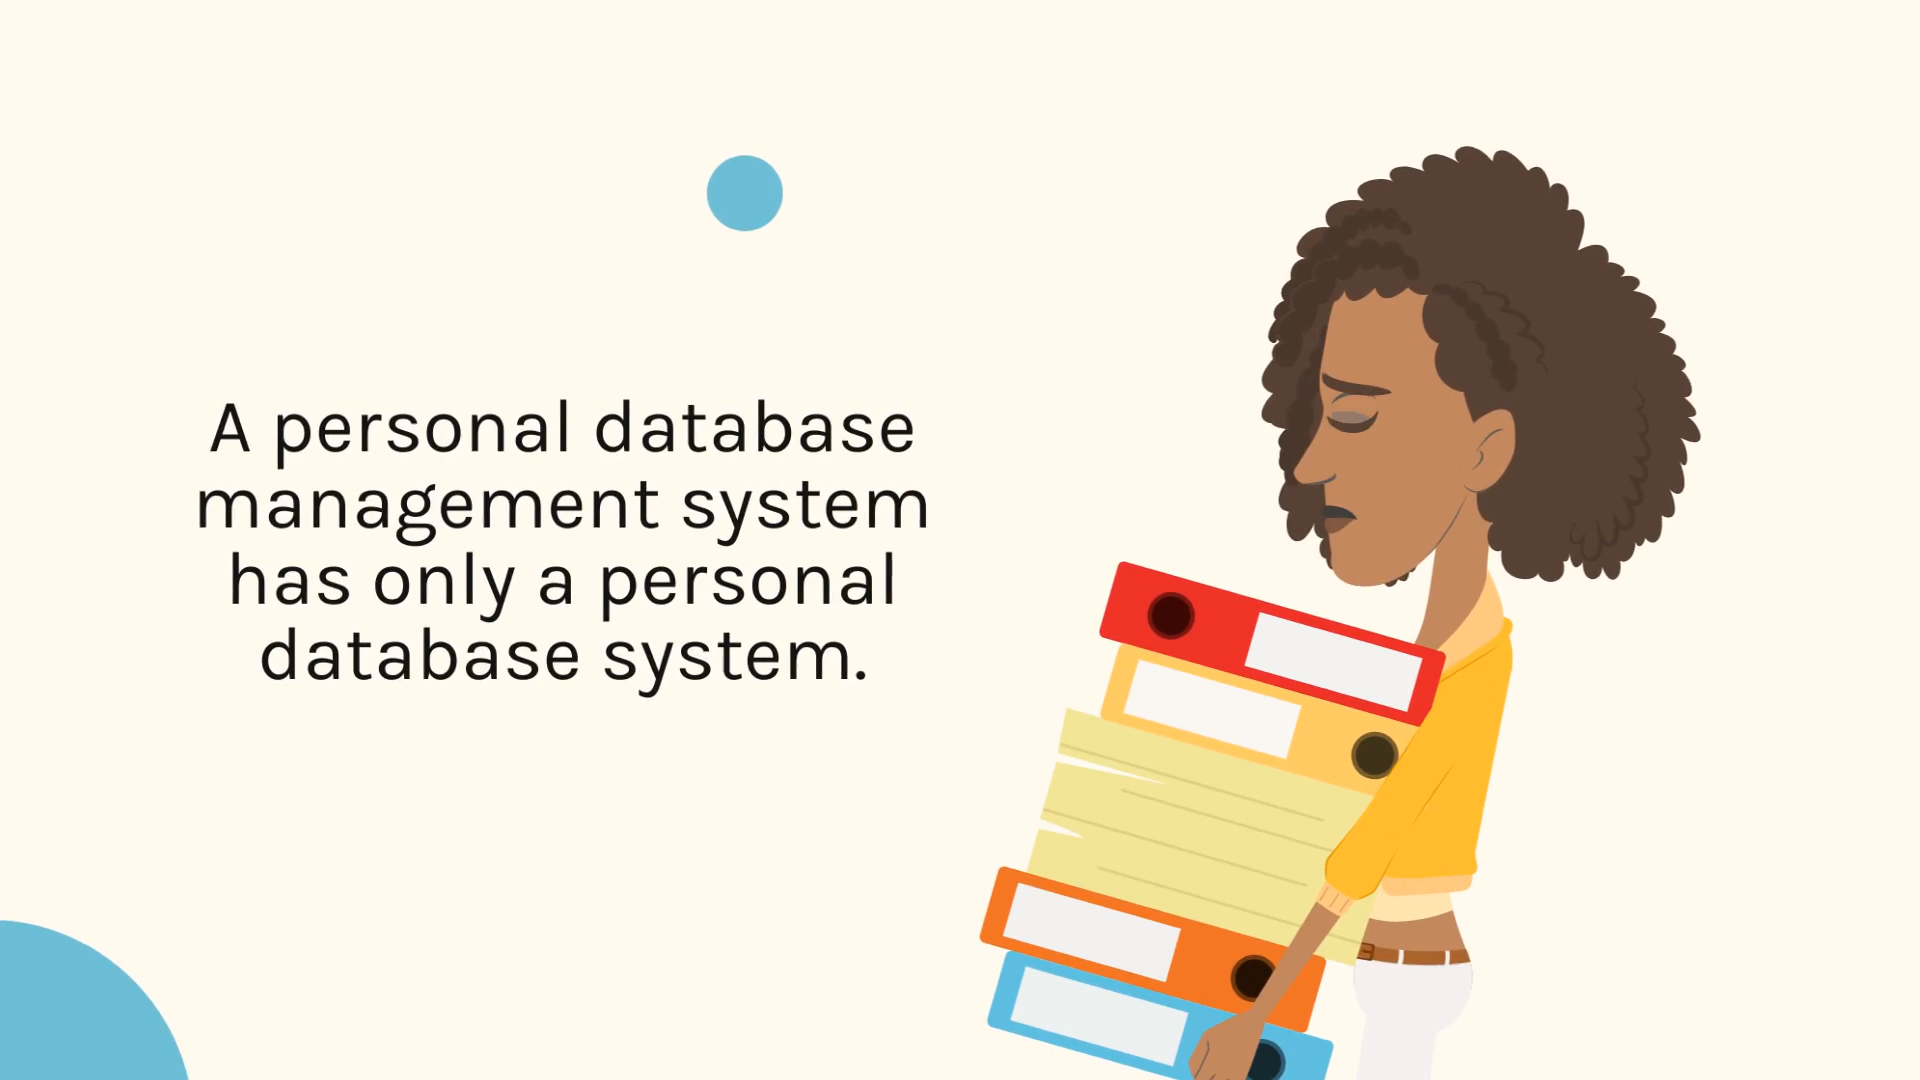 A personal database
management system
has only a personal
database system.